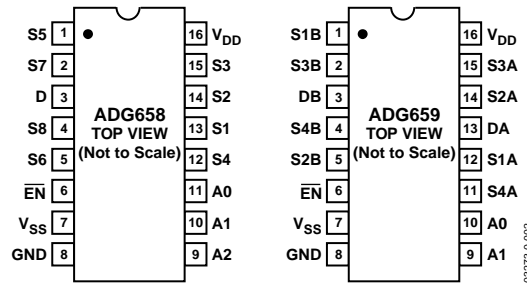 S5 1 16 VDD
S7 2 15 S3
D 3 14 S2
S8 4 13 S1
S6 5 12 S4
EN 6 11 A0
VSS 7 10 A1
GND 8 9 A2
ADG658
TOP VIEW
(Not to Scale)
S1B 1 16 VDD
S3B 2 15 S3A
DB 3 14 S2A
S4B 4 13 DA
S2B 5 12 S1A
EN 6 11 S4A
VSS 7 10 A0
GND 8 9 A1
ADG659
TOP VIEW
(Not to Scale)